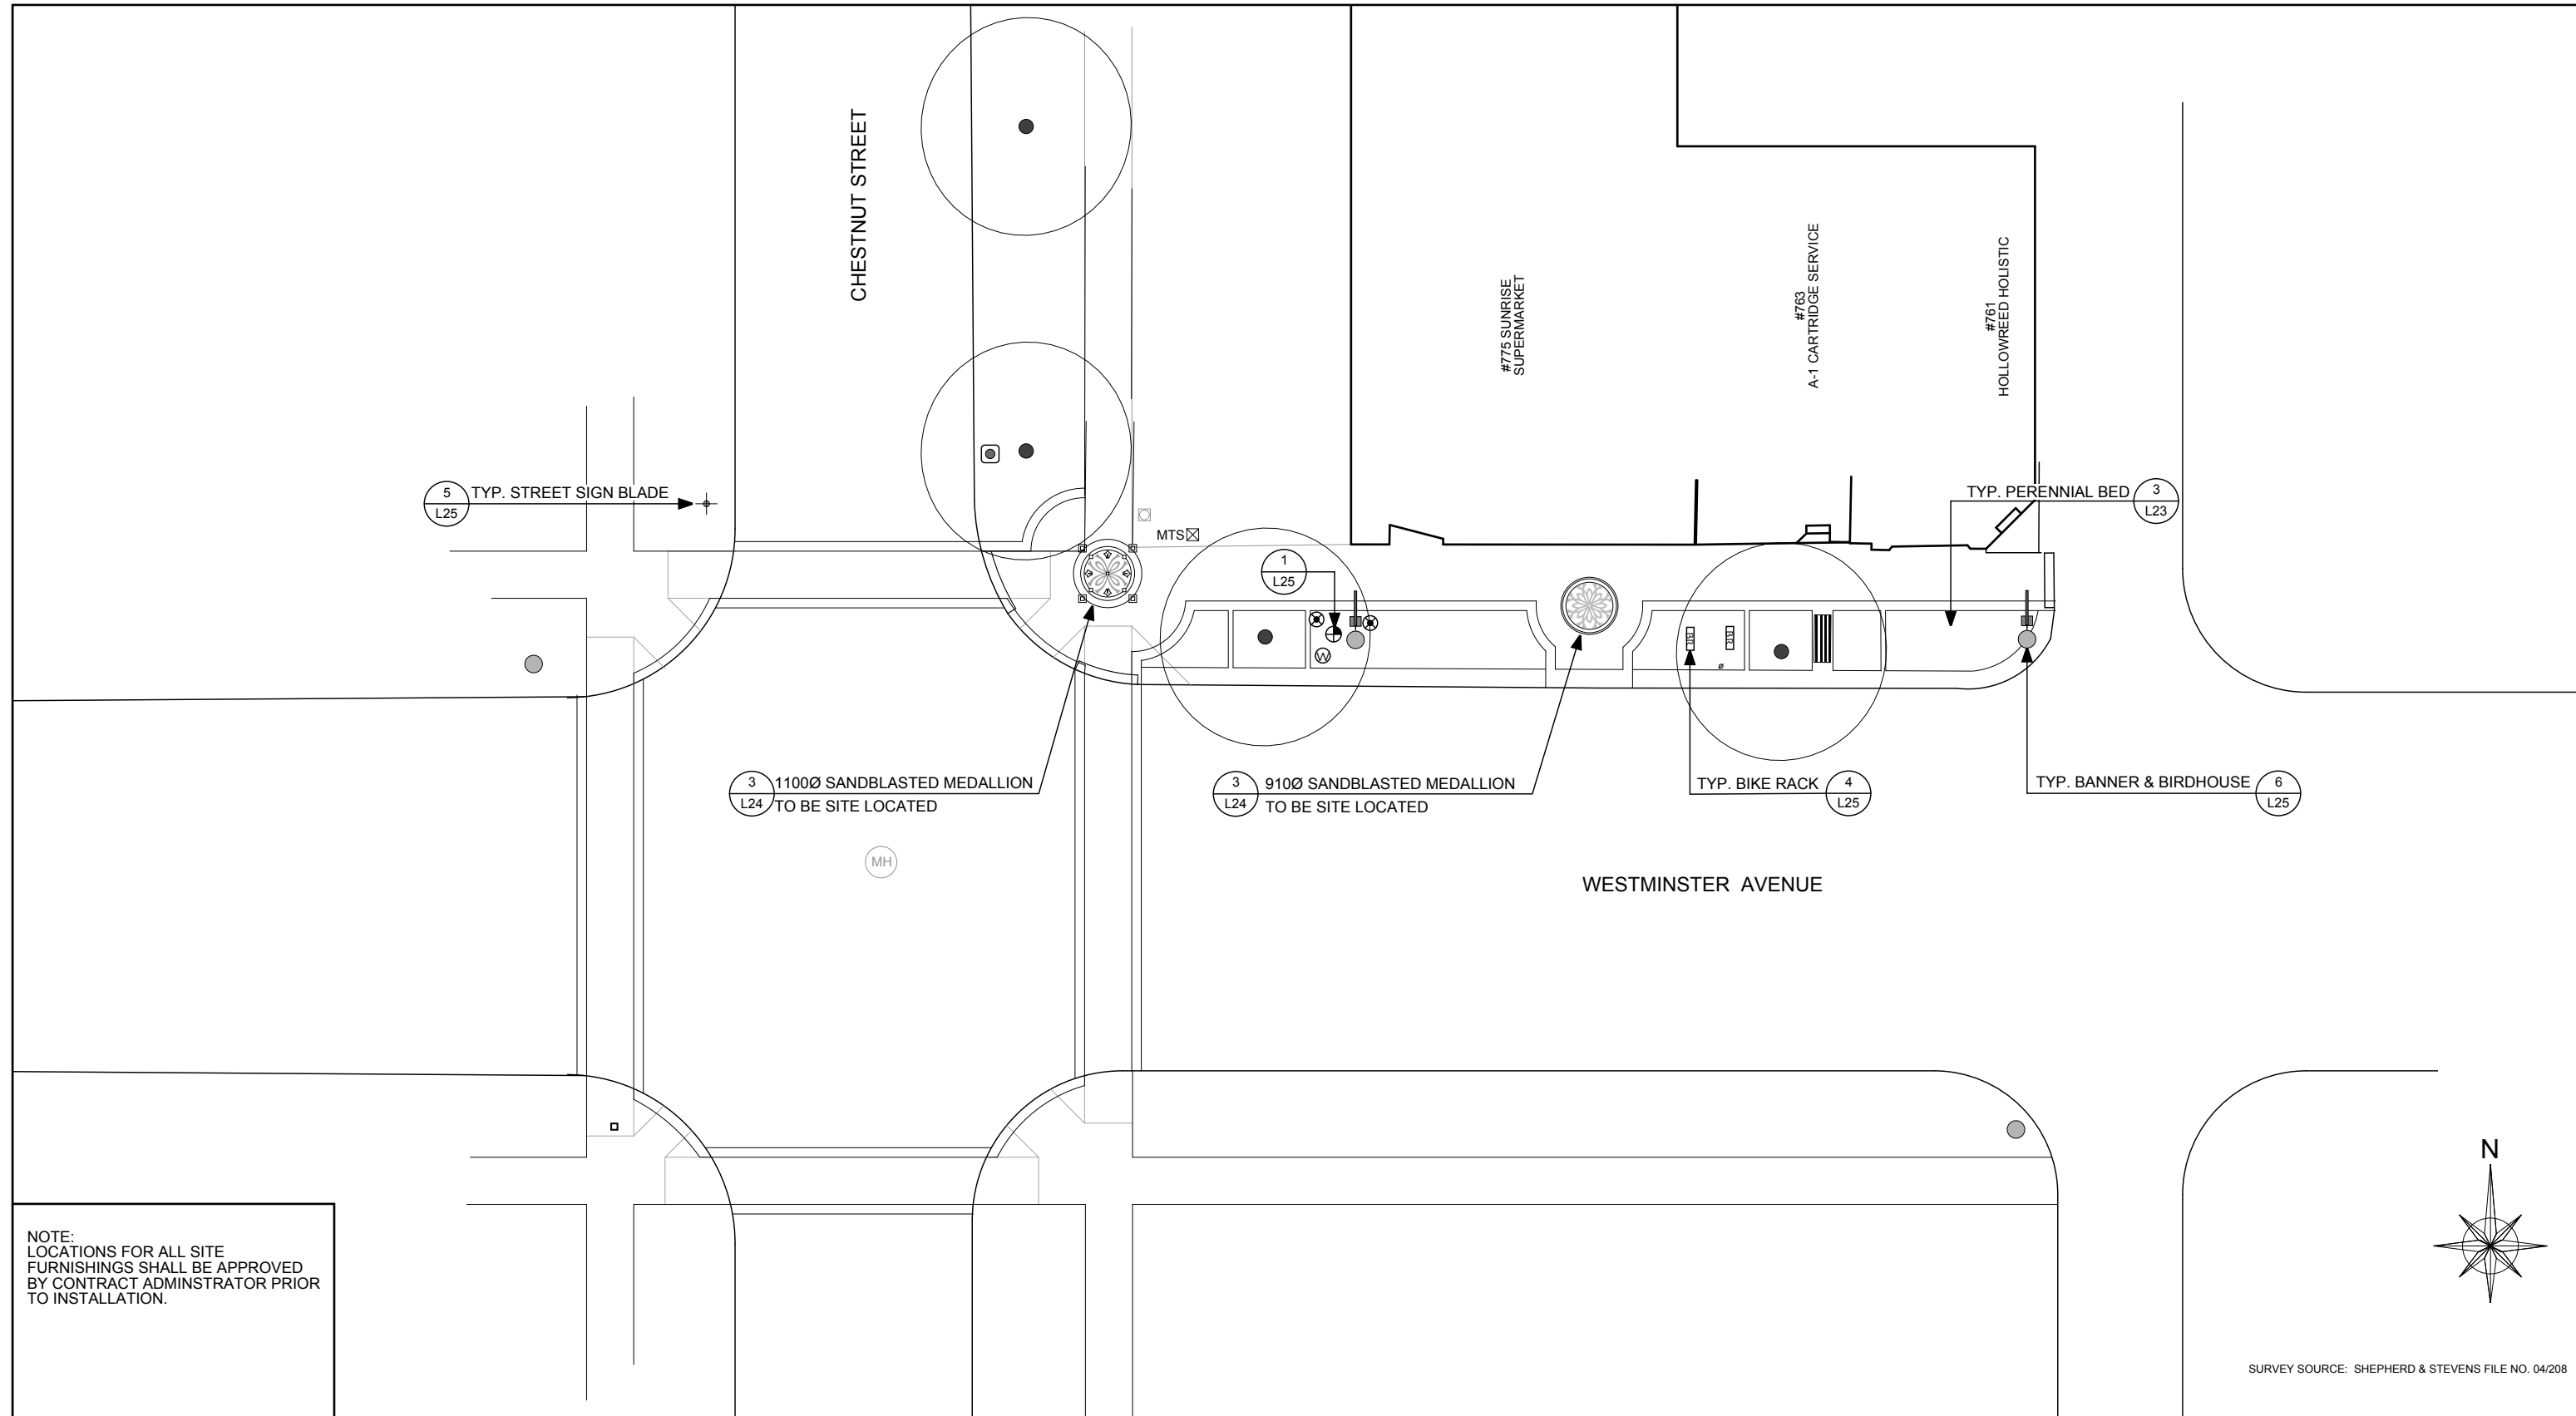 CHESTNUT STREET
#775 SUNRISE
SUPERMARKET
#763
A-1 CARTRIDGE SERVICE
#761
HOLLOWREED HOLISTIC
5
L25
TYP. STREET SIGN BLADE
MTS
1
L25
TYP. PERENNIAL BED
3
L23
W
BR
BR
ø
3
L24
1100Ø SANDBLASTED MEDALLION
TO BE SITE LOCATED
3
L24
910Ø SANDBLASTED MEDALLION
TO BE SITE LOCATED
TYP. BIKE RACK
4
L25
TYP. BANNER & BIRDHOUSE
6
L25
MH
WESTMINSTER AVENUE
N
NOTE:
LOCATIONS FOR ALL SITE
FURNISHINGS SHALL BE APPROVED
BY CONTRACT ADMINSTRATOR PRIOR
TO INSTALLATION.
SURVEY SOURCE: SHEPHERD & STEVENS FILE NO. 04/208